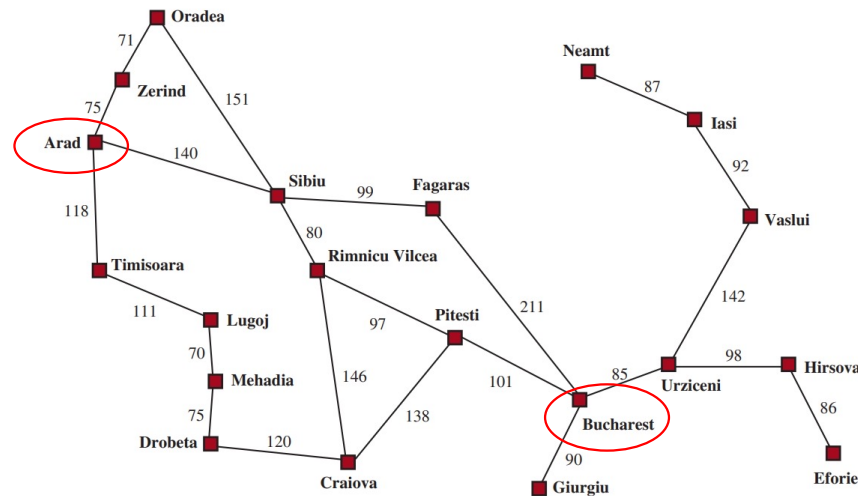 Oradea
71
Neamt
Zerind
87
151
75
Iasi
Arad
140
92
Sibiu
99
Fagaras
118
Vaslui
80
Timisoara
Rimnicu Vilcea
142
111
211
Lugoj
97
Pitesti
70
98
146
101
85
Hirsova
Mehadia
Urziceni
75
138
Bucharest
86
120
Drobeta
90
Craiova
Giurgiu
Eforie